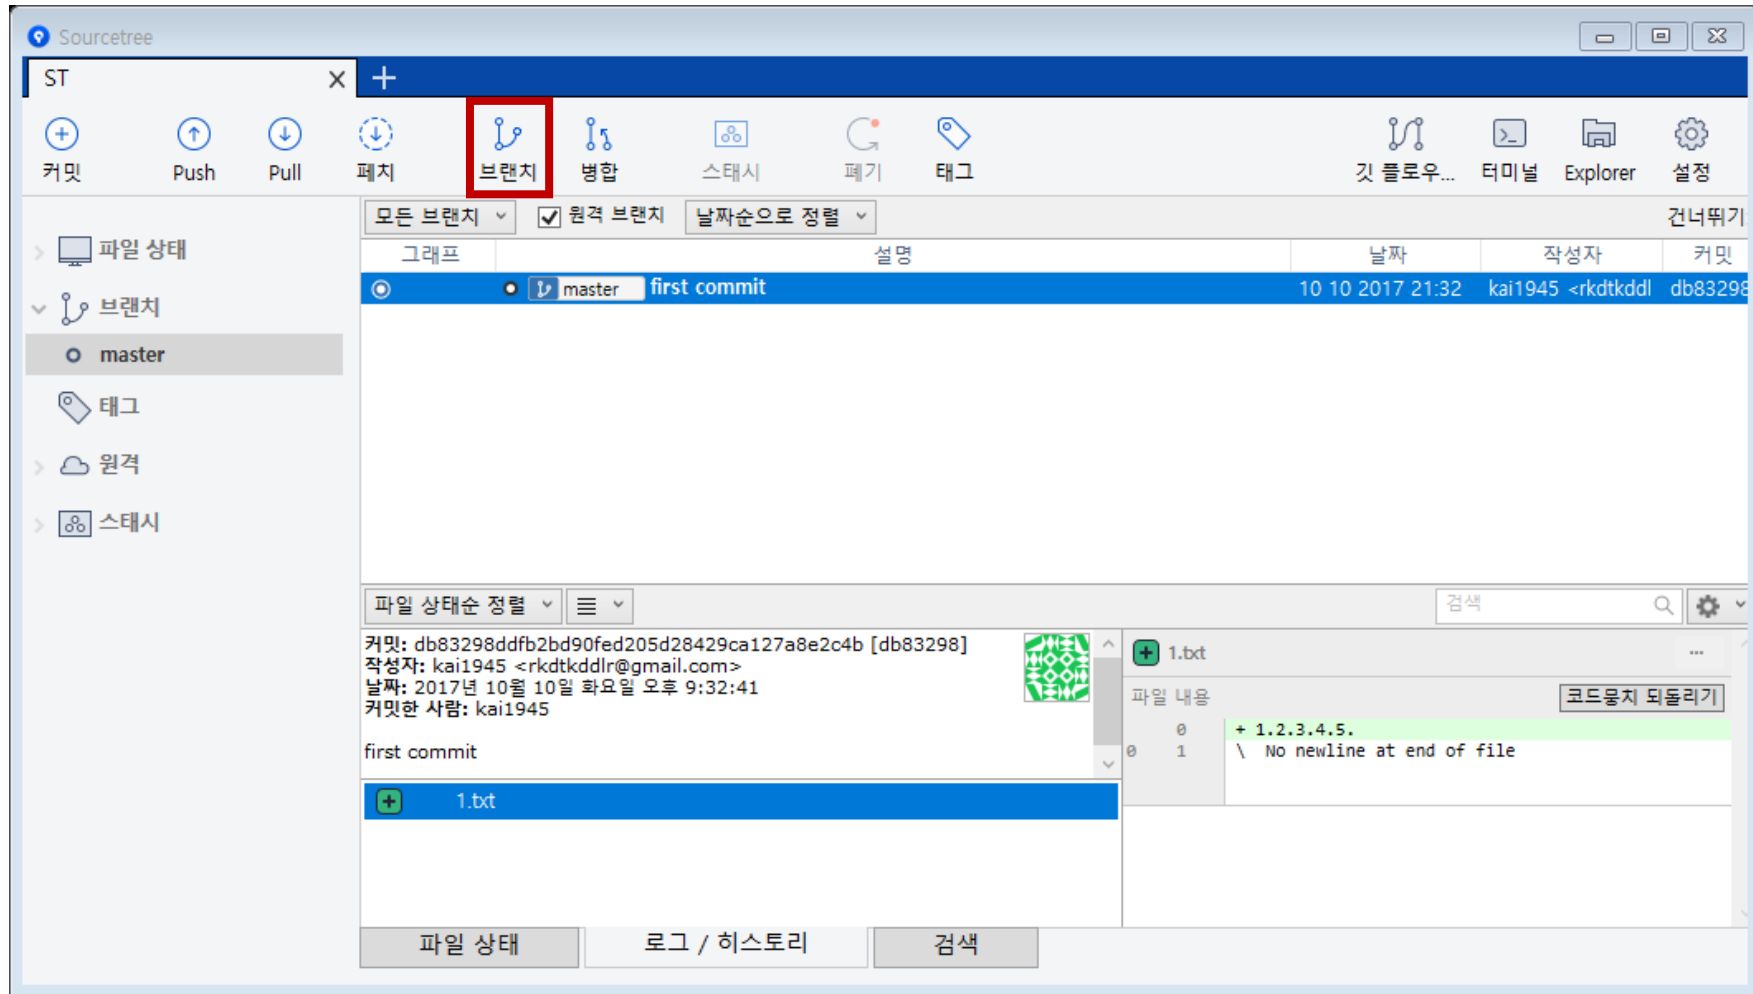 Sourcetree
ST
커밋 Push Pull 페치 브랜치 병합 스태시 폐기 태그 깃 플로우... 터미널 Explorer 설정
모든 브랜치 원격 브랜치 날짜순으로 정렬 건너뛰기
파일 상태
브랜치
master
태그
원격
스태시
그래프 설명 날짜 작성자 커밋
master first commit 10 10 2017 21:32 kai1945 <rkdtkddl db83298
파일 상태순 정렬 검색
커밋: db83298ddfb2bd90fed205d28429ca127a8e2c4b [db83298]
작성자: kai1945 <rkdtkddlr@gmail.com>
날짜: 2017년 10월 10일 화요일 오후 9:32:41
커밋한 사람: kai1945
first commit
1.txt
1.txt ...
파일 내용 코드뭉치 되돌리기
0 + 1.2.3.4.5.
0 1 \ No newline at end of file
파일 상태 로그 / 히스토리 검색